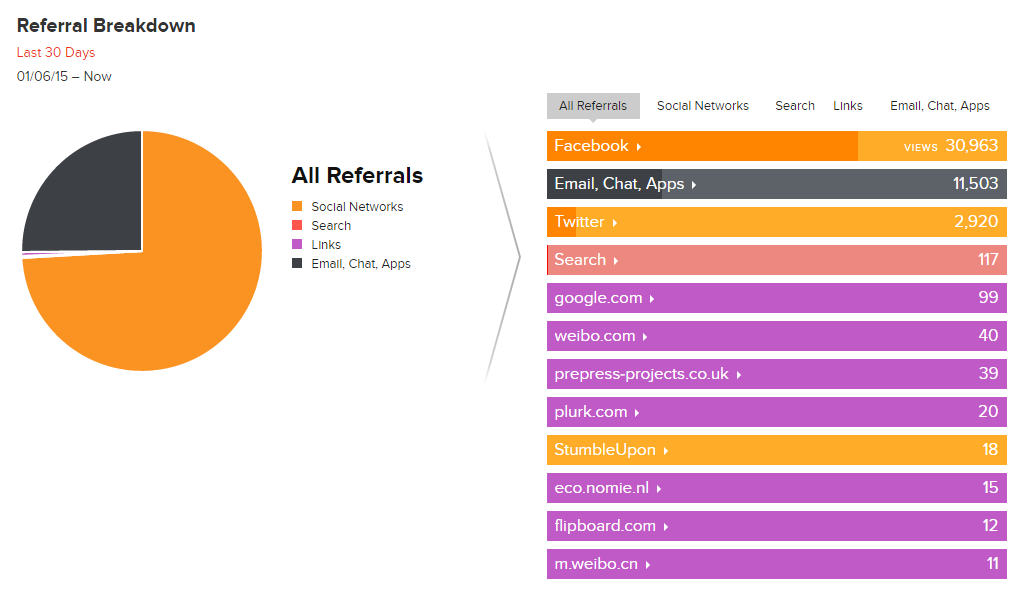 Referral Breakdown
Last 30 Days
01/06/15 – Now
All Referrals
Social Networks
Search
Links
Email, Chat, Apps
All Referrals Social Networks Search Links Email, Chat, Apps
Facebook VIEWS 30,963
Email, Chat, Apps 11,503
Twitter 2,920
Search 117
google.com 99
weibo.com 40
prepress-projects.co.uk 39
plurk.com 20
StumbleUpon 18
eco.nomie.nl 15
flipboard.com 12
m.weibo.cn 11